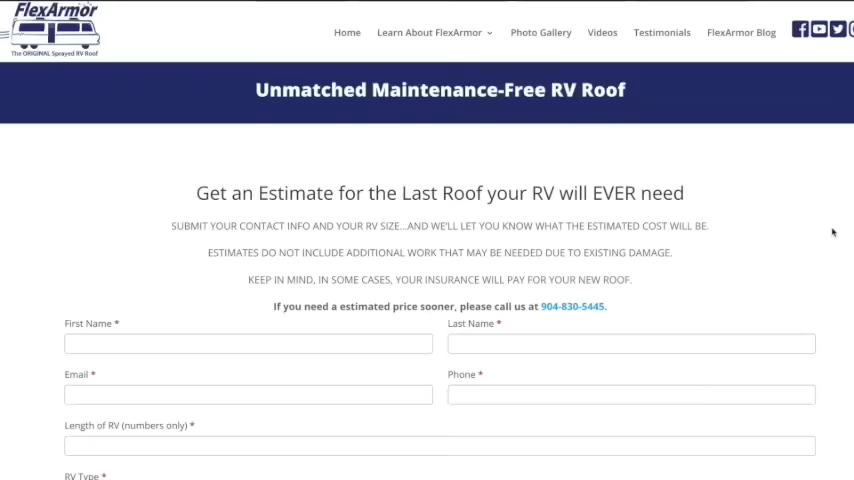 FlexArmor
The ORIGINAL Sprayed RV Roof
Home Learn About FlexArmor Photo Gallery Videos Testimonials FlexArmor Blog
Unmatched Maintenance-Free RV Roof
Get an Estimate for the Last Roof your RV will EVER need
SUBMIT YOUR CONTACT INFO AND YOUR RV SIZE...AND WE'LL LET YOU KNOW WHAT THE ESTIMATED COST WILL BE.
ESTIMATES DO NOT INCLUDE ADDITIONAL WORK THAT MAY BE NEEDED DUE TO EXISTING DAMAGE.
KEEP IN MIND, IN SOME CASES, YOUR INSURANCE WILL PAY FOR YOUR NEW ROOF.
If you need a estimated price sooner, please call us at 904-830-5445.
First Name * Last Name *
Email * Phone *
Length of RV (numbers only) *
RV Type *